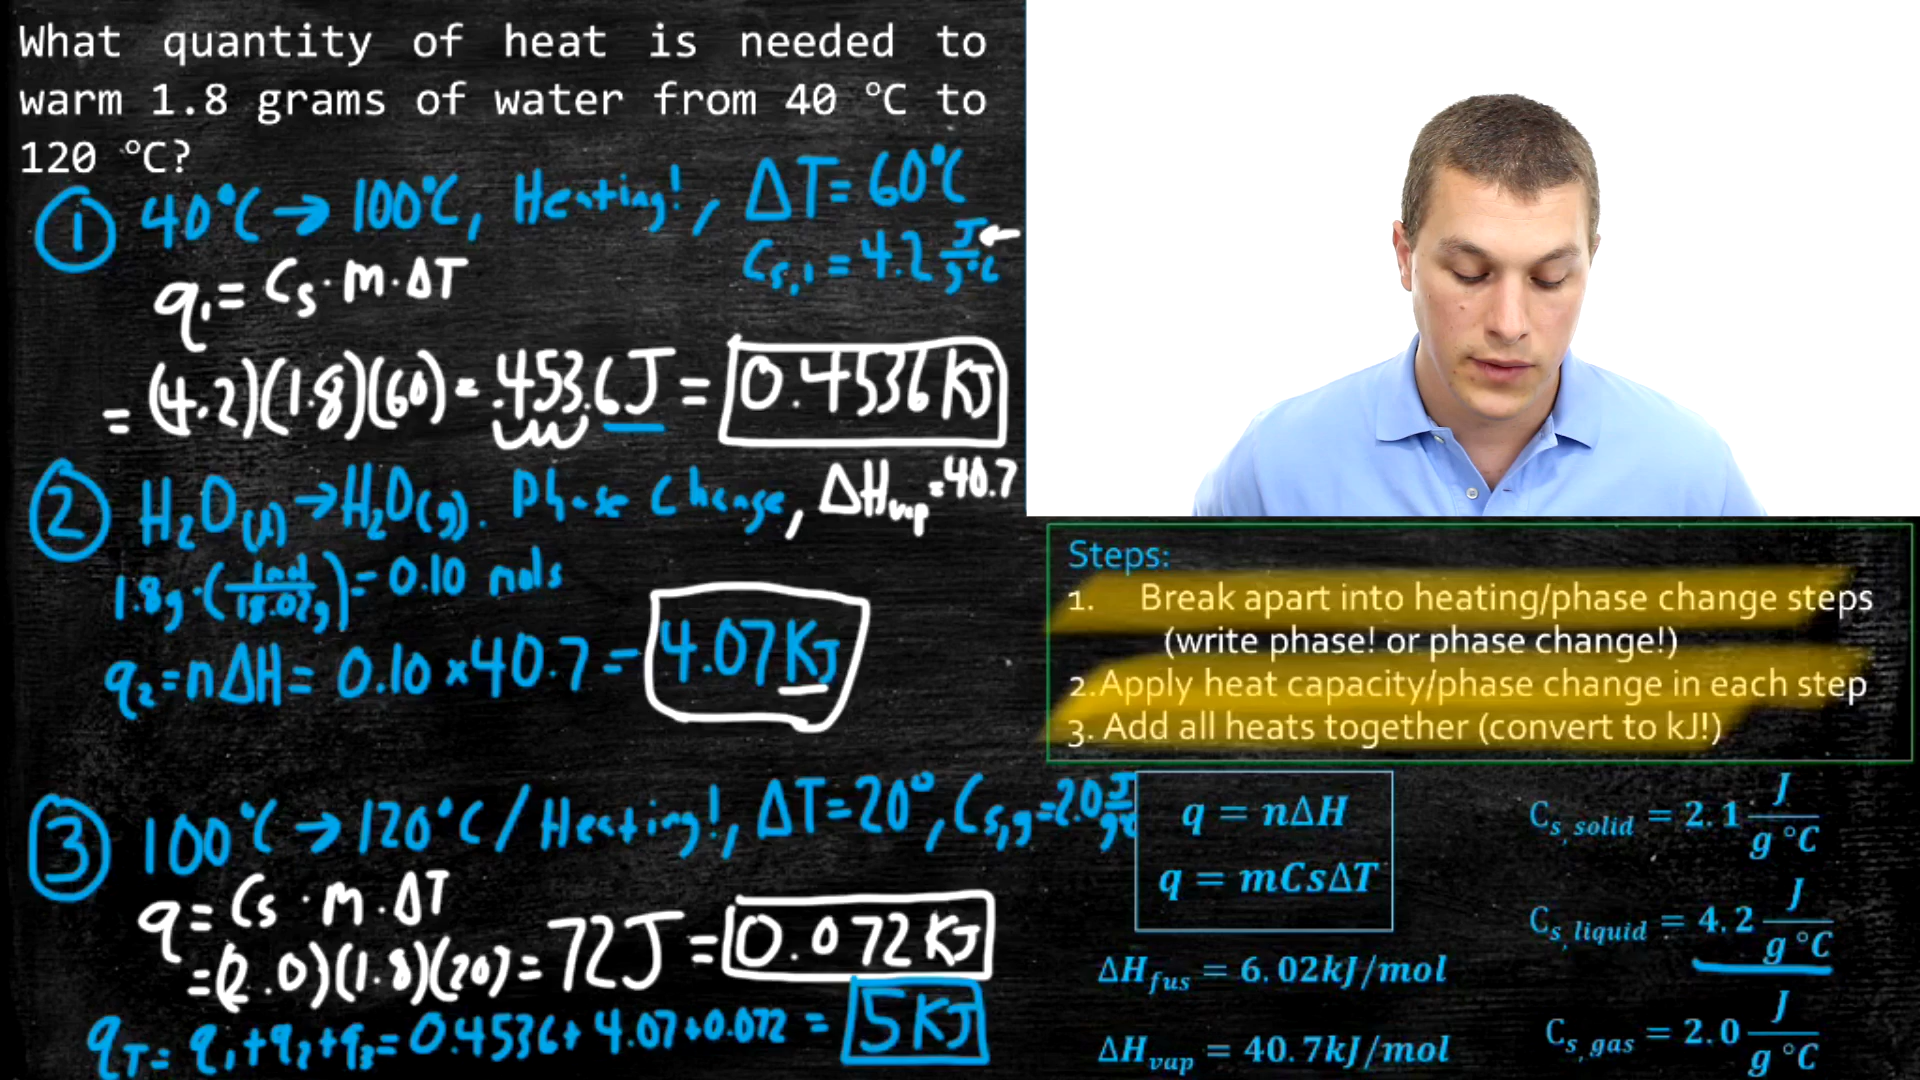 What quantity of heat is needed to
warm 1.8 grams of water from 40 °C to
120 °C?
① 40°C → 100°C, Heating!, ΔT = 60°C
Cs,l = 4.2 J/g°C ←
q₁ = Cs · m · ΔT
= (4.2)(1.8)(60) = .453.6J = 0.4536 KJ
② H₂O(l) → H₂O(g). Phase Change, ΔHvap = 40.7
1.8g · (1mol/18.02g) = 0.10 mols
q₂ = nΔH = 0.10 × 40.7 = 4.07 KJ
③ 100°C → 120°C / Heating!, ΔT = 20°, Cs,g = 2.0 J/g°C
q = Cs · m · ΔT
= (2.0)(1.8)(20) = 72J = 0.072 KJ
qT = q₁ + q₂ + q₃ = 0.4536 + 4.07 + 0.072 = 5 KJ
Steps:
1. Break apart into heating/phase change steps
(write phase! or phase change!)
2. Apply heat capacity/phase change in each step
3. Add all heats together (convert to kJ!)
q = nΔH
q = mCsΔT
ΔHfus = 6.02kJ/mol
ΔHvap = 40.7kJ/mol
Cs, solid = 2.1 J/g °C
Cs, liquid = 4.2 J/g °C
Cs, gas = 2.0 J/g °C